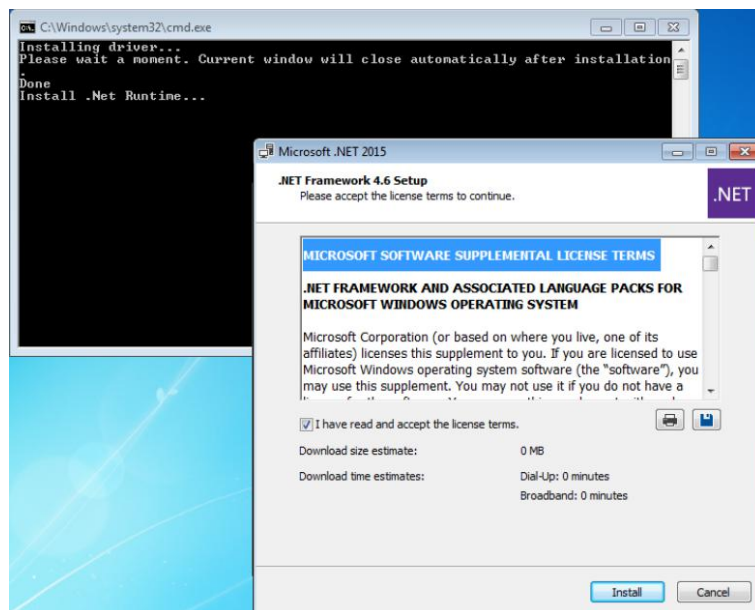 C:\Windows\system32\cmd.exe
Installing driver...
Please wait a moment. Current window will close automatically after installation
.
Done
Install .Net Runtime...
Microsoft .NET 2015
.NET Framework 4.6 Setup
Please accept the license terms to continue.
.NET
MICROSOFT SOFTWARE SUPPLEMENTAL LICENSE TERMS
.NET FRAMEWORK AND ASSOCIATED LANGUAGE PACKS FOR
MICROSOFT WINDOWS OPERATING SYSTEM
Microsoft Corporation (or based on where you live, one of its
affiliates) licenses this supplement to you. If you are licensed to use
Microsoft Windows operating system software (the “software”), you
may use this supplement. You may not use it if you do not have a
I have read and accept the license terms.
Download size estimate: 0 MB
Download time estimates: Dial-Up: 0 minutes
Broadband: 0 minutes
Install Cancel